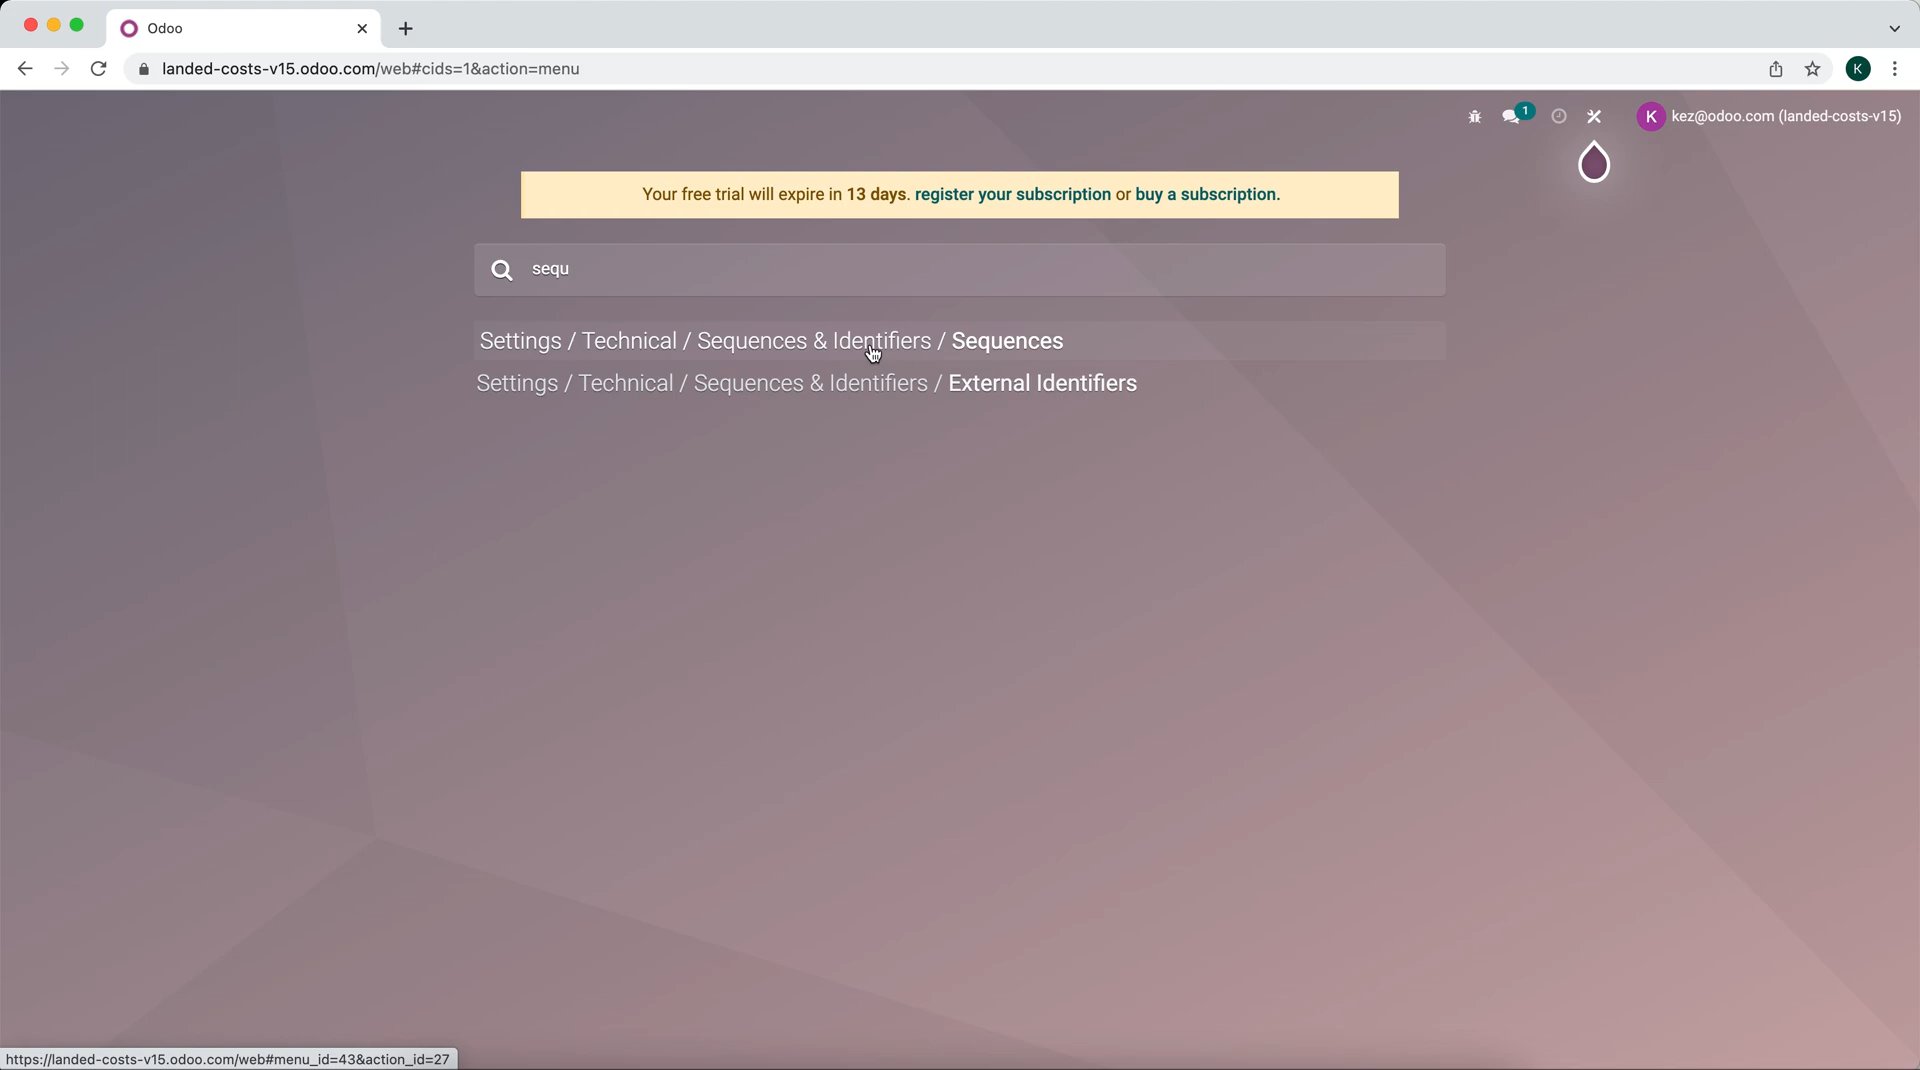 Odoo
landed-costs-v15.odoo.com/web#cids=1&action=menu
K
1
K kez@odoo.com (landed-costs-v15)
Your free trial will expire in 13 days. register your subscription or buy a subscription.
sequ
Settings / Technical / Sequences & Identifiers / Sequences
Settings / Technical / Sequences & Identifiers / External Identifiers
https://landed-costs-v15.odoo.com/web#menu_id=43&action_id=27